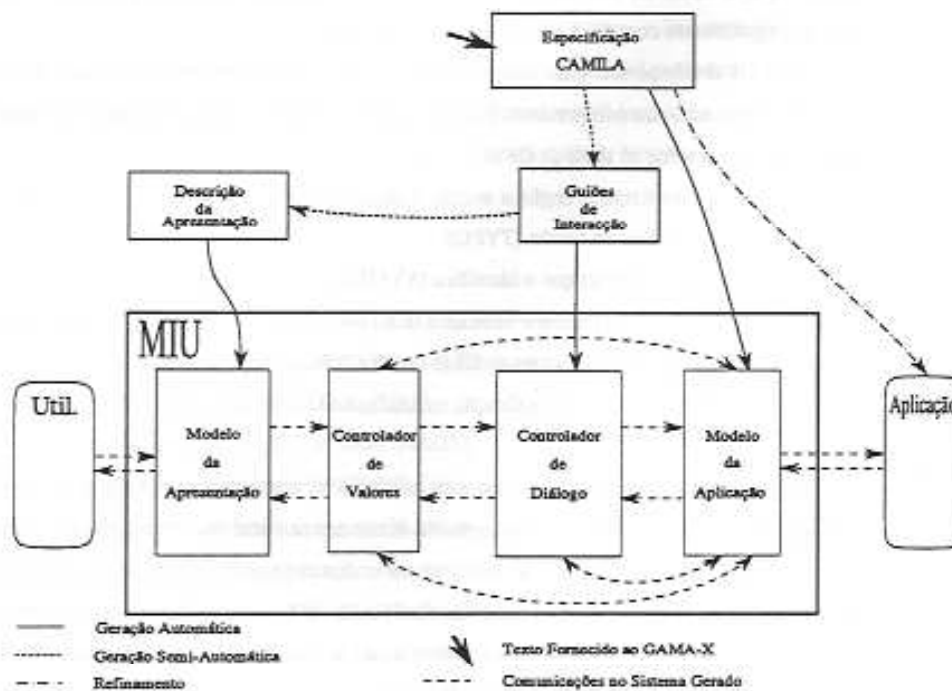 Especificação
CAMILA
Descrição
da
Apresentação
Guiões
de
Interacção
MIU
Util.
Aplicação
Modelo
da
Apresentação
Controlador
de
Valores
Controlador
de
Diálogo
Modelo
da
Aplicação
Geração Automática
Geração Semi-Automática
Refinamento
Texto Fornecido ao GAMA-X
Comunicações no Sistema Gerado